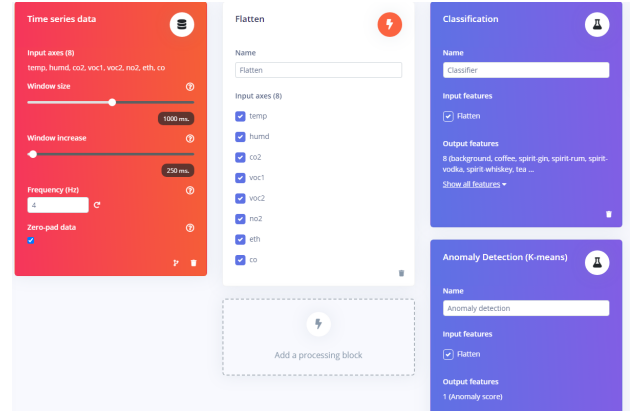 Time series data
Input axes (8)
temp, humd, co2, voc1, voc2, no2, eth, co
Window size
1000 ms.
Window increase
250 ms.
Frequency (Hz)
4
Zero-pad data
Flatten
Name
Flatten
Input axes (8)
temp
humd
co2
voc1
voc2
no2
eth
co
Add a processing block
Classification
Name
Classifier
Input features
Flatten
Output features
8 (background, coffee, spirit-gin, spirit-rum, spirit-
vodka, spirit-whiskey, tea ...
Show all features
Anomaly Detection (K-means)
Name
Anomaly detection
Input features
Flatten
Output features
1 (Anomaly score)